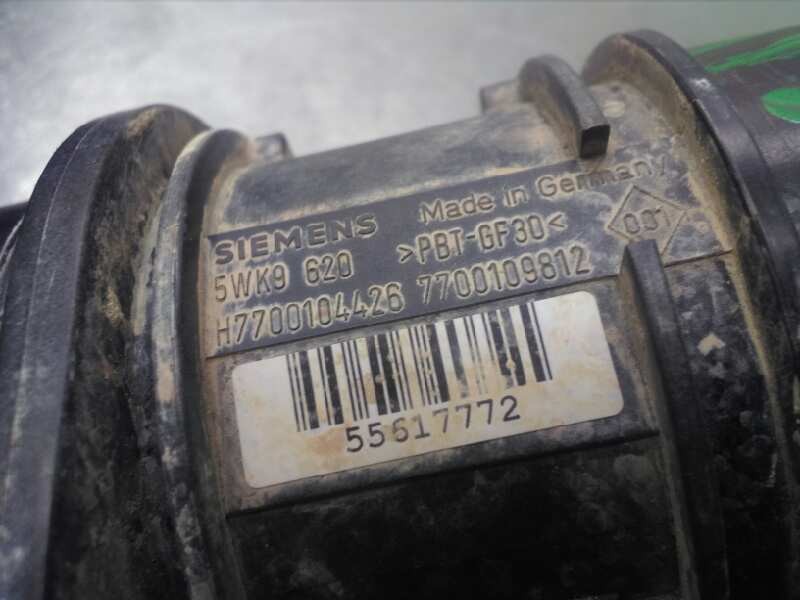 SIEMENS Made in Germany
5WK9 620 >PBT-GF30<
H7700104426 7700109812
55617772